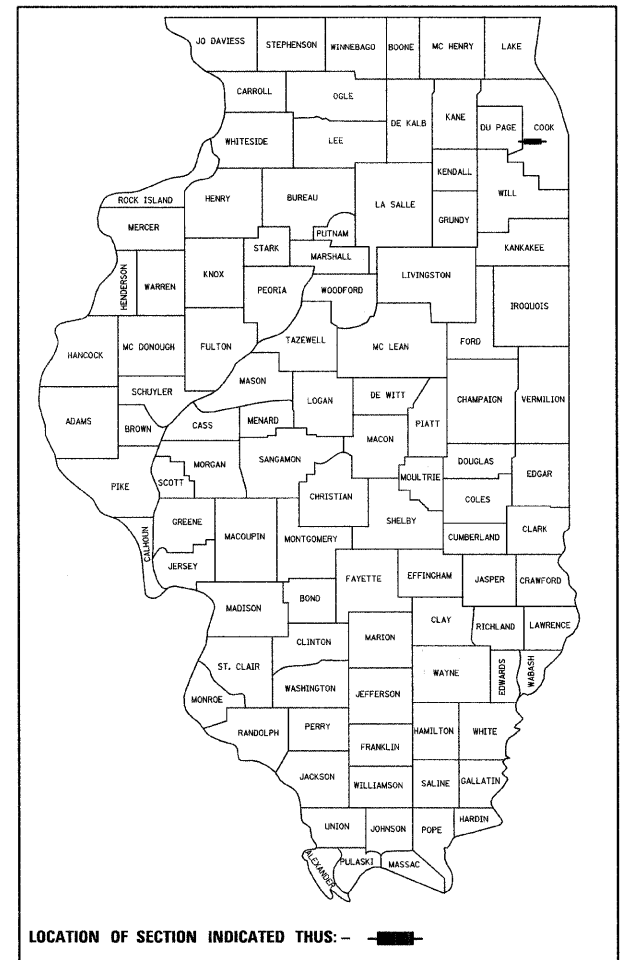 JO DAVIESS
STEPHENSON
WINNEBAGO
BOONE
MC HENRY
LAKE
CARROLL
OGLE
DE KALB
KANE
DU PAGE
COOK
WHITESIDE
LEE
KENDALL
WILL
ROCK ISLAND
HENRY
BUREAU
LA SALLE
GRUNDY
MERCER
PUTNAM
KANKAKEE
STARK
MARSHALL
HENDERSON
WARREN
KNOX
PEORIA
WOODFORD
LIVINGSTON
IROQUOIS
HANCOCK
MC DONOUGH
FULTON
TAZEWELL
MC LEAN
FORD
MASON
SCHUYLER
LOGAN
DE WITT
CHAMPAIGN
VERMILION
ADAMS
BROWN
CASS
MENARD
PIATT
MACON
SANGAMON
MORGAN
DOUGLAS
EDGAR
PIKE
SCOTT
MOULTRIE
CHRISTIAN
COLES
GREENE
MACOUPIN
SHELBY
CALHOUN
MONTGOMERY
CUMBERLAND
CLARK
JERSEY
FAYETTE
EFFINGHAM
JASPER
CRAWFORD
MADISON
BOND
CLAY
RICHLAND
LAWRENCE
CLINTON
MARION
ST. CLAIR
WAYNE
EDWARDS
WABASH
WASHINGTON
JEFFERSON
MONROE
RANDOLPH
PERRY
HAMILTON
WHITE
FRANKLIN
JACKSON
WILLIAMSON
SALINE
GALLATIN
UNION
JOHNSON
POPE
HARDIN
ALEXANDER
PULASKI
MASSAC
LOCATION OF SECTION INDICATED THUS: -